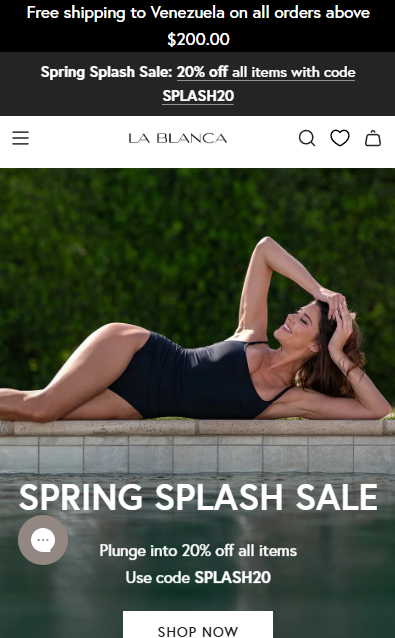 Free shipping to Venezuela on all orders above
$200.00
Spring Splash Sale: 20% off all items with code
SPLASH20
LA BLANCA
SPRING SPLASH SALE
Plunge into 20% off all items
Use code SPLASH20
SHOP NOW